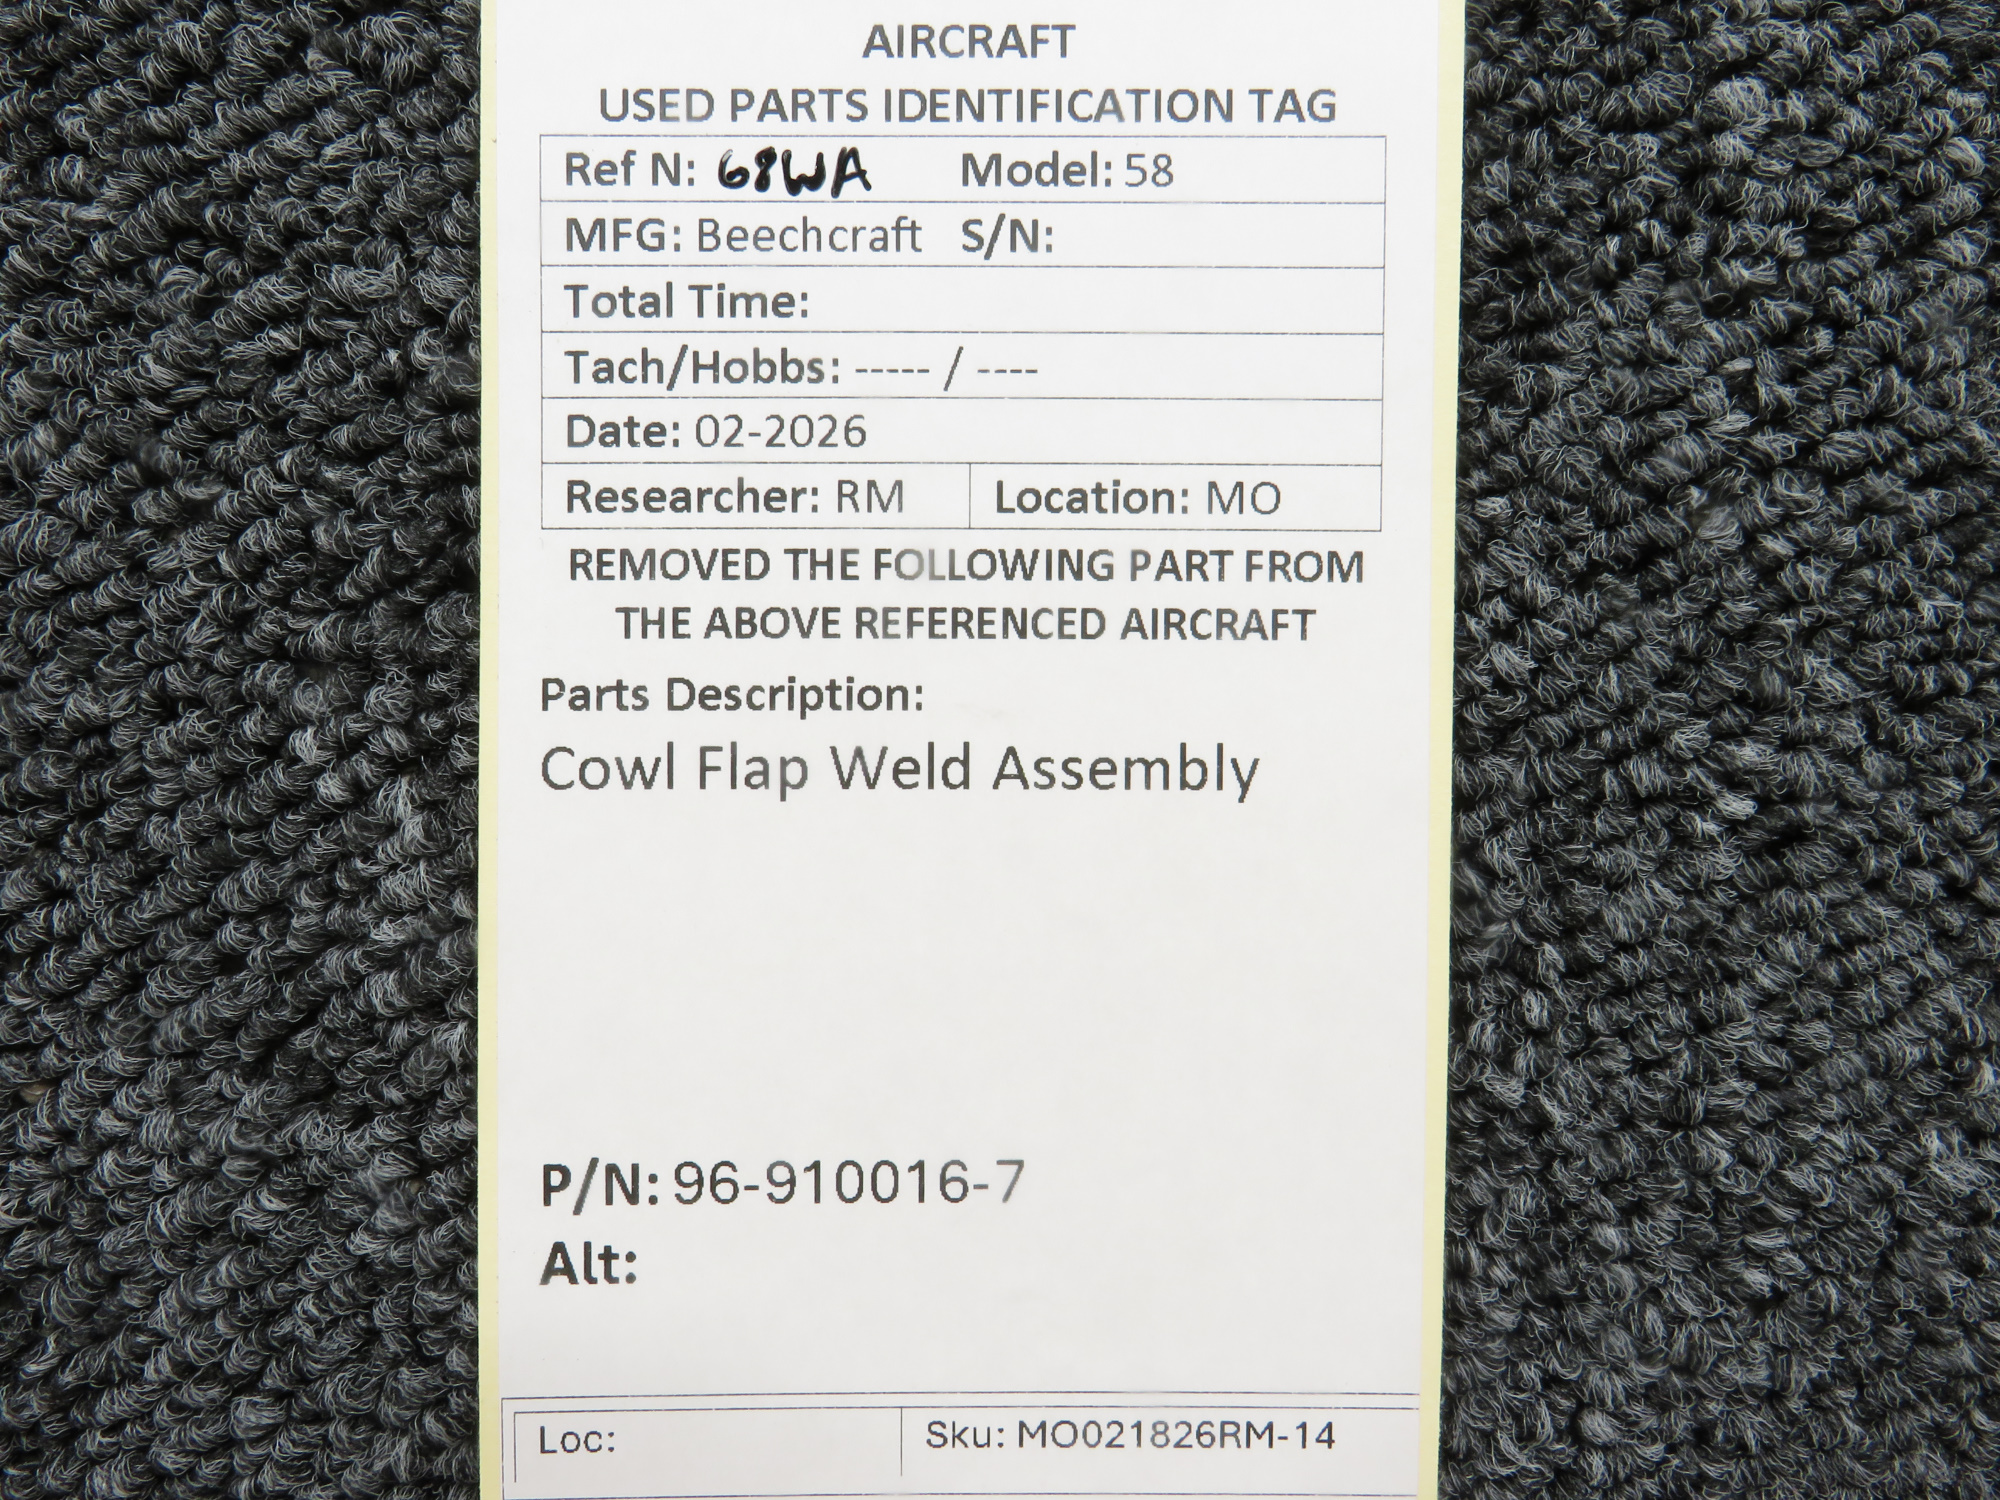 AIRCRAFT
USED PARTS IDENTIFICATION TAG
Ref N: 68WA Model: 58
MFG: Beechcraft S/N:
Total Time:
Tach/Hobbs: ----- / ----
Date: 02-2026
Researcher: RM Location: MO
REMOVED THE FOLLOWING PART FROM
THE ABOVE REFERENCED AIRCRAFT
Parts Description:
Cowl Flap Weld Assembly
P/N: 96-910016-7
Alt:
Loc: Sku: MO021826RM-14